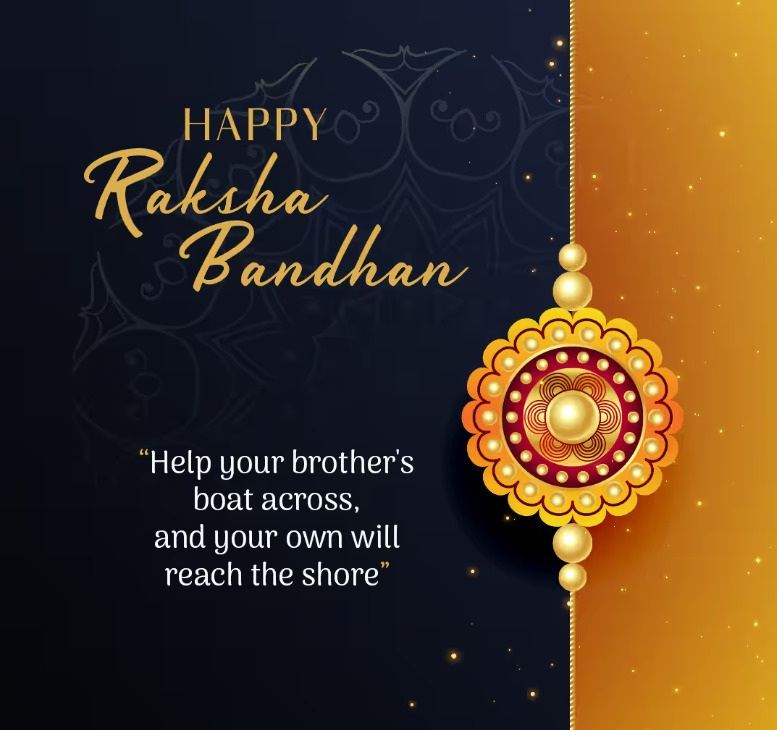 HAPPY
Raksha
Bandhan
“Help your brother's
boat across,
and your own will
reach the shore”